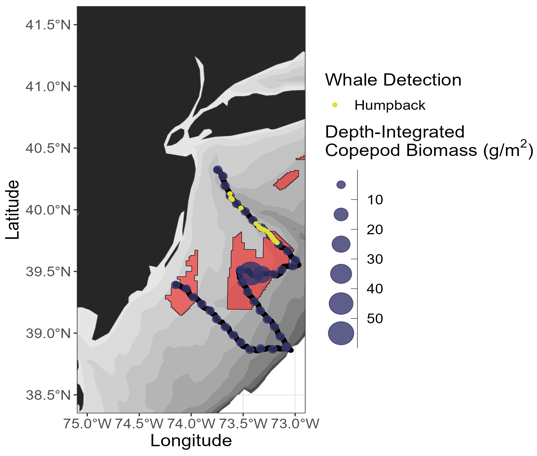 41.5°N
41.0°N
40.5°N
40.0°N
39.5°N
39.0°N
38.5°N
Latitude
75.0°W 74.5°W 74.0°W 73.5°W 73.0°W
Longitude
Whale Detection
Humpback
Depth-Integrated
Copepod Biomass (g/m²)
10
20
30
40
50